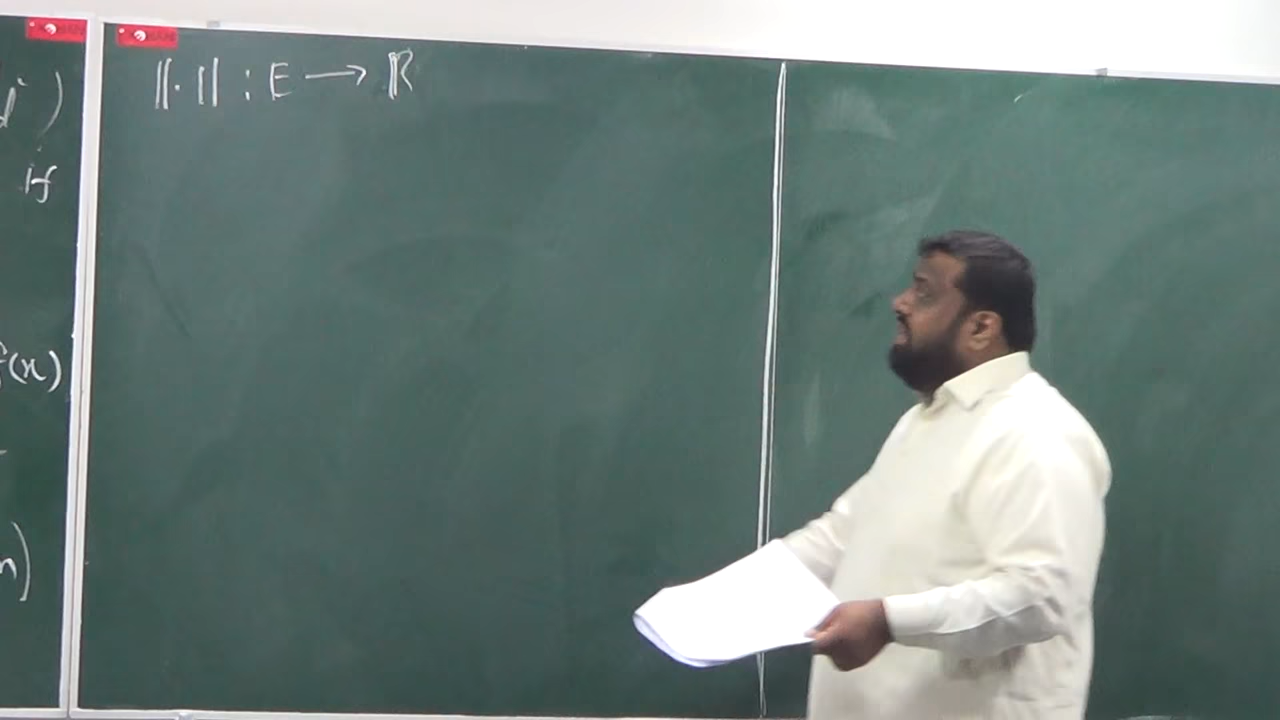 ‖·‖ : E ⟶ ℝ
d')
If
f(x)
n)